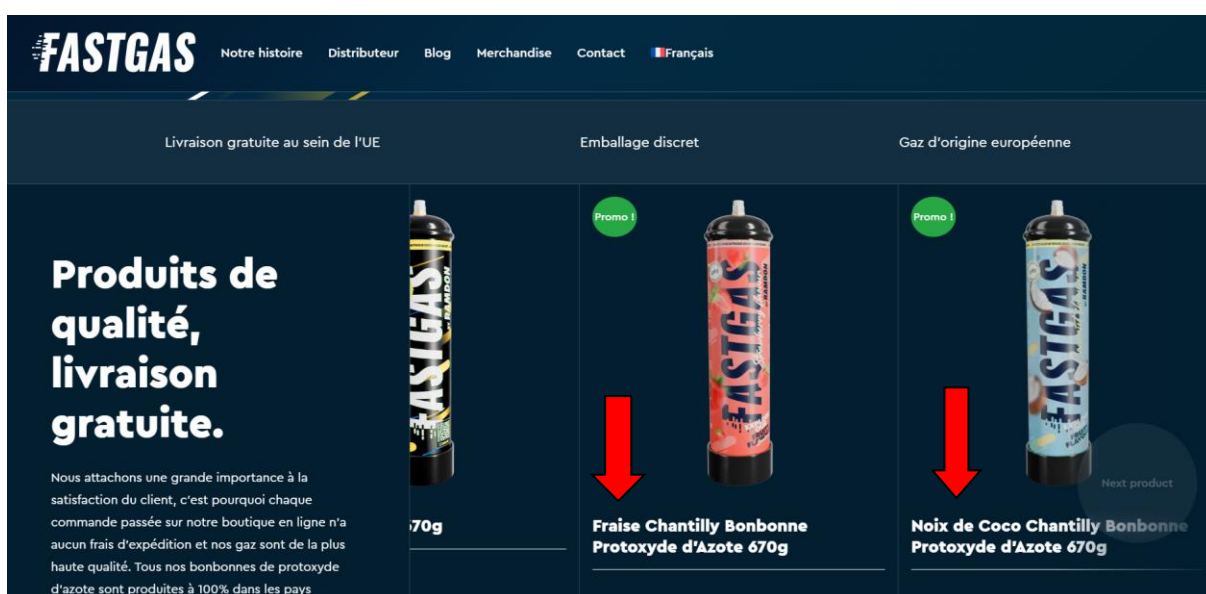 FASTGAS
Notre histoire Distributeur Blog Merchandise Contact Français
Livraison gratuite au sein de l'UE
Emballage discret
Gaz d'origine européenne
Produits de
qualité,
livraison
gratuite.
Nous attachons une grande importance à la
satisfaction du client, c'est pourquoi chaque
commande passée sur notre boutique en ligne n'a
aucun frais d'expédition et nos gaz sont de la plus
haute qualité. Tous nos bonbonnes de protoxyde
d'azote sont produites à 100% dans les pays
FASTGAS
670g
Promo !
FASTGAS
Fraise Chantilly Bonbonne
Protoxyde d'Azote 670g
Promo !
FASTGAS
Next product
Noix de Coco Chantilly Bonbonne
Protoxyde d'Azote 670g